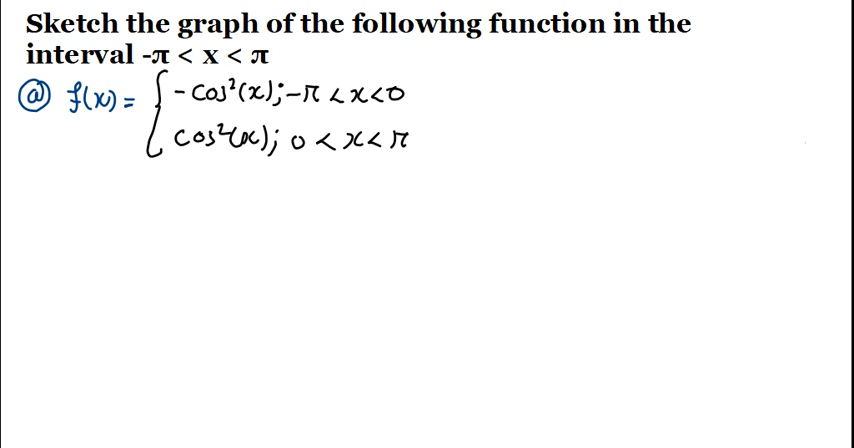 Sketch the graph of the following function in the
interval -π < x < π
ⓐ f(x) = { -cos²(x); -π < x < 0
cos²(x); 0 < x < π